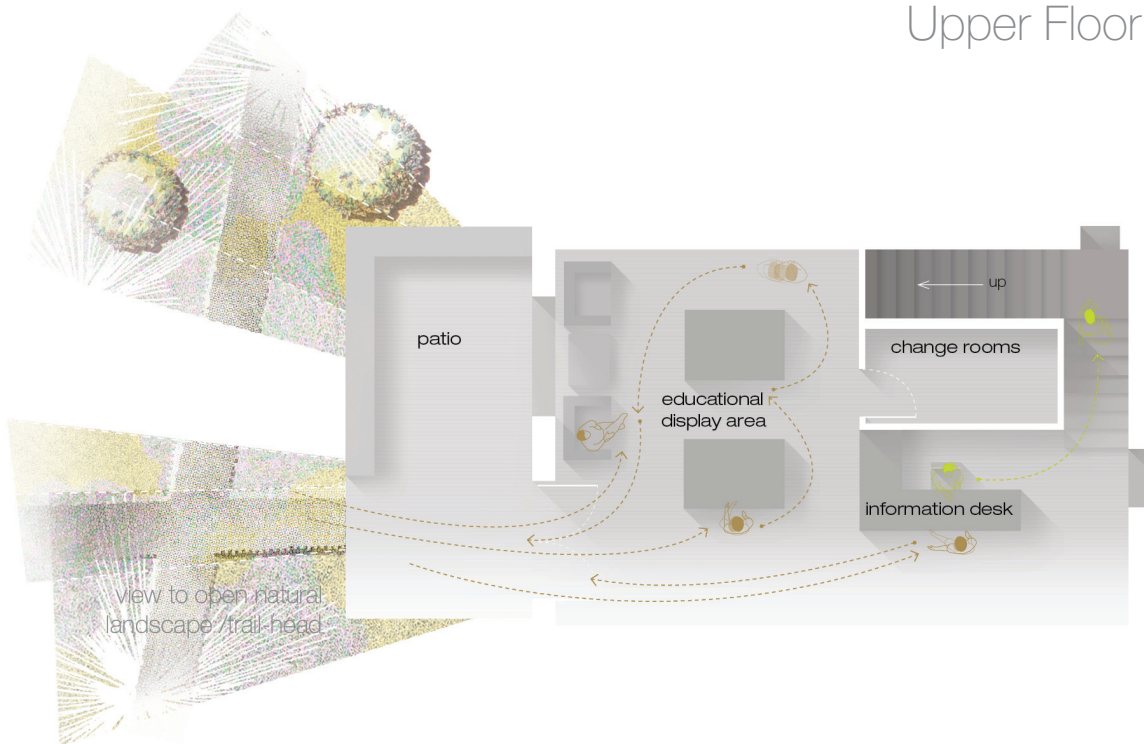 Upper Floor
up
patio
change rooms
educational
display area
information desk
view to open natural
landscape /trail-head